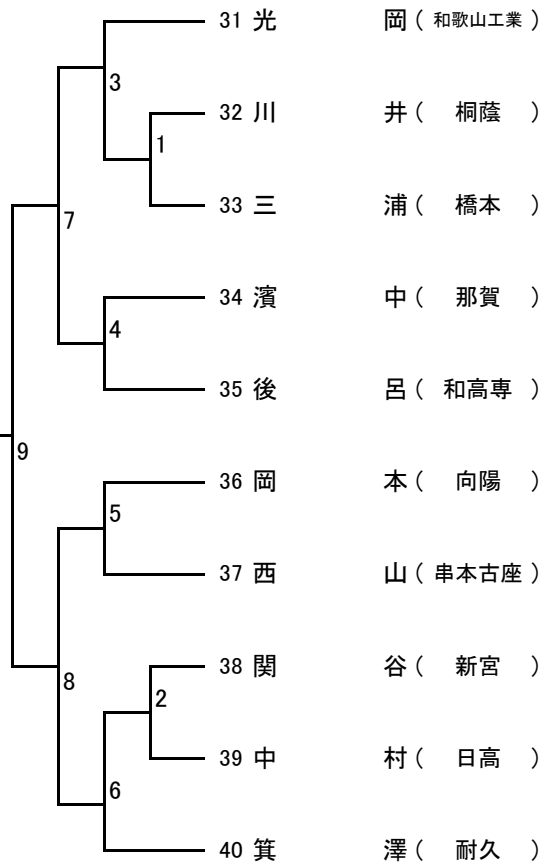 31 光 岡 ( 和歌山工業 )
3
32 川 井 ( 桐蔭 )
1
33 三 浦 ( 橋本 )
7
34 濱 中 ( 那賀 )
4
35 後 呂 ( 和高専 )
9
36 岡 本 ( 向陽 )
5
37 西 山 ( 串本古座 )
38 関 谷 ( 新宮 )
8
2
39 中 村 ( 日高 )
6
40 箕 澤 ( 耐久 )